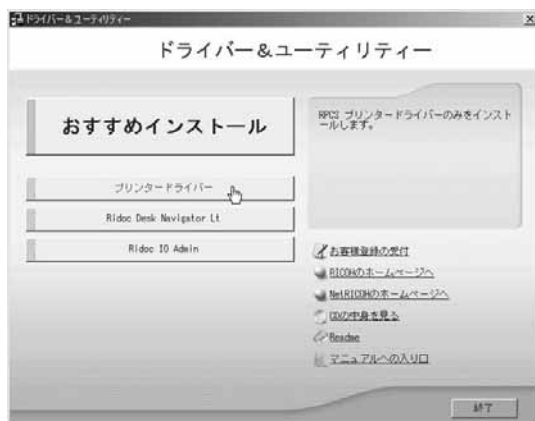 ドライバー&ユーティリティー
ドライバー&ユーティリティー
おすすめインストール
RPCS プリンタードライバーのみをインスト
ールします。
プリンタードライバー
Ridoc Desk Navigator Lt
Ridoc IO Admin
お客様登録の受付
RICOHのホームページへ
NetRICOHのホームページへ
CDの中身を見る
Readme
マニュアルへの入り口
終了